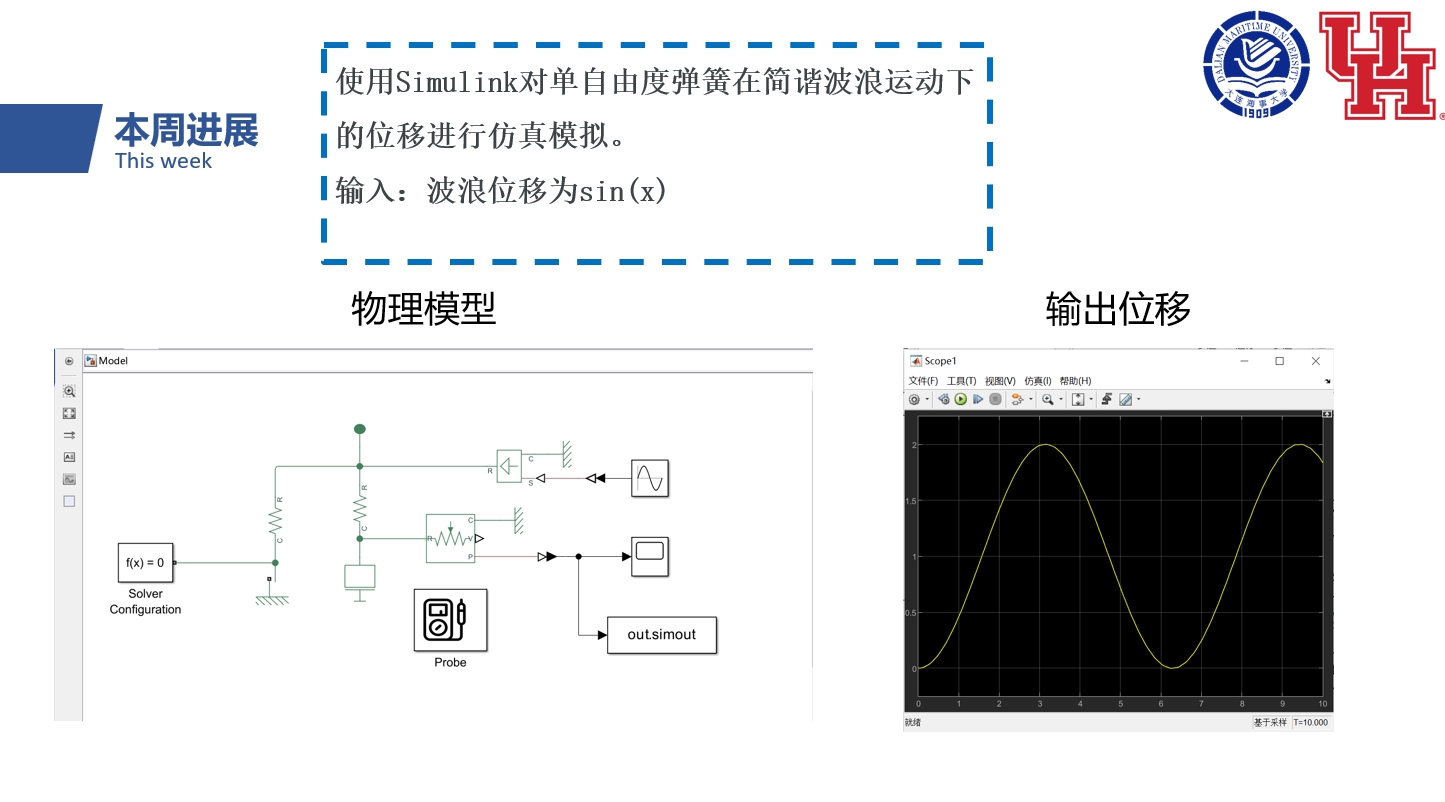 使用Simulink对单自由度弹簧在简谐波浪运动下
的位移进行仿真模拟。
输入：波浪位移为sin(x)
本周进展
This week
DALIAN MARITIME UNIVERSITY
大连海事大学
1909
UH
物理模型
输出位移
Model
R
C
S
R
R
C
C
R
C
V
P
f(x) = 0
Solver
Configuration
Probe
out.simout
Scope1
文件(F) 工具(T) 视图(V) 仿真(I) 帮助(H)
2
1.5
1
0.5
0
0 1 2 3 4 5 6 7 8 9 10
就绪
基于采样 T=10.000